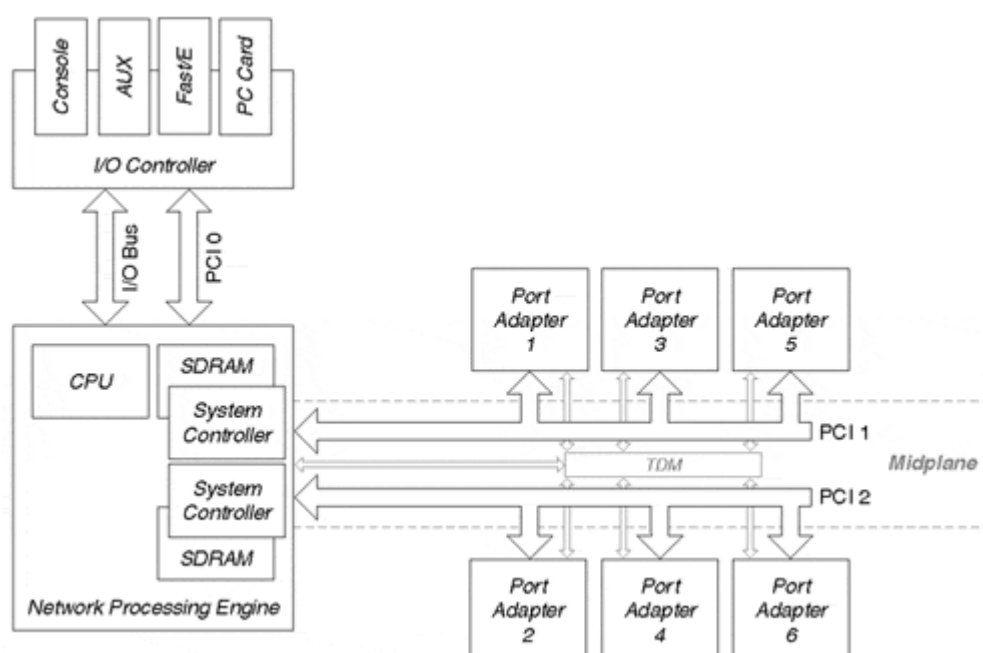 Console
AUX
Fast/E
PC Card
I/O Controller
I/O Bus
PCI 0
CPU
SDRAM
System
Controller
System
Controller
SDRAM
Network Processing Engine
Port
Adapter
1
Port
Adapter
3
Port
Adapter
5
PCI 1
TDM
Midplane
PCI 2
Port
Adapter
2
Port
Adapter
4
Port
Adapter
6